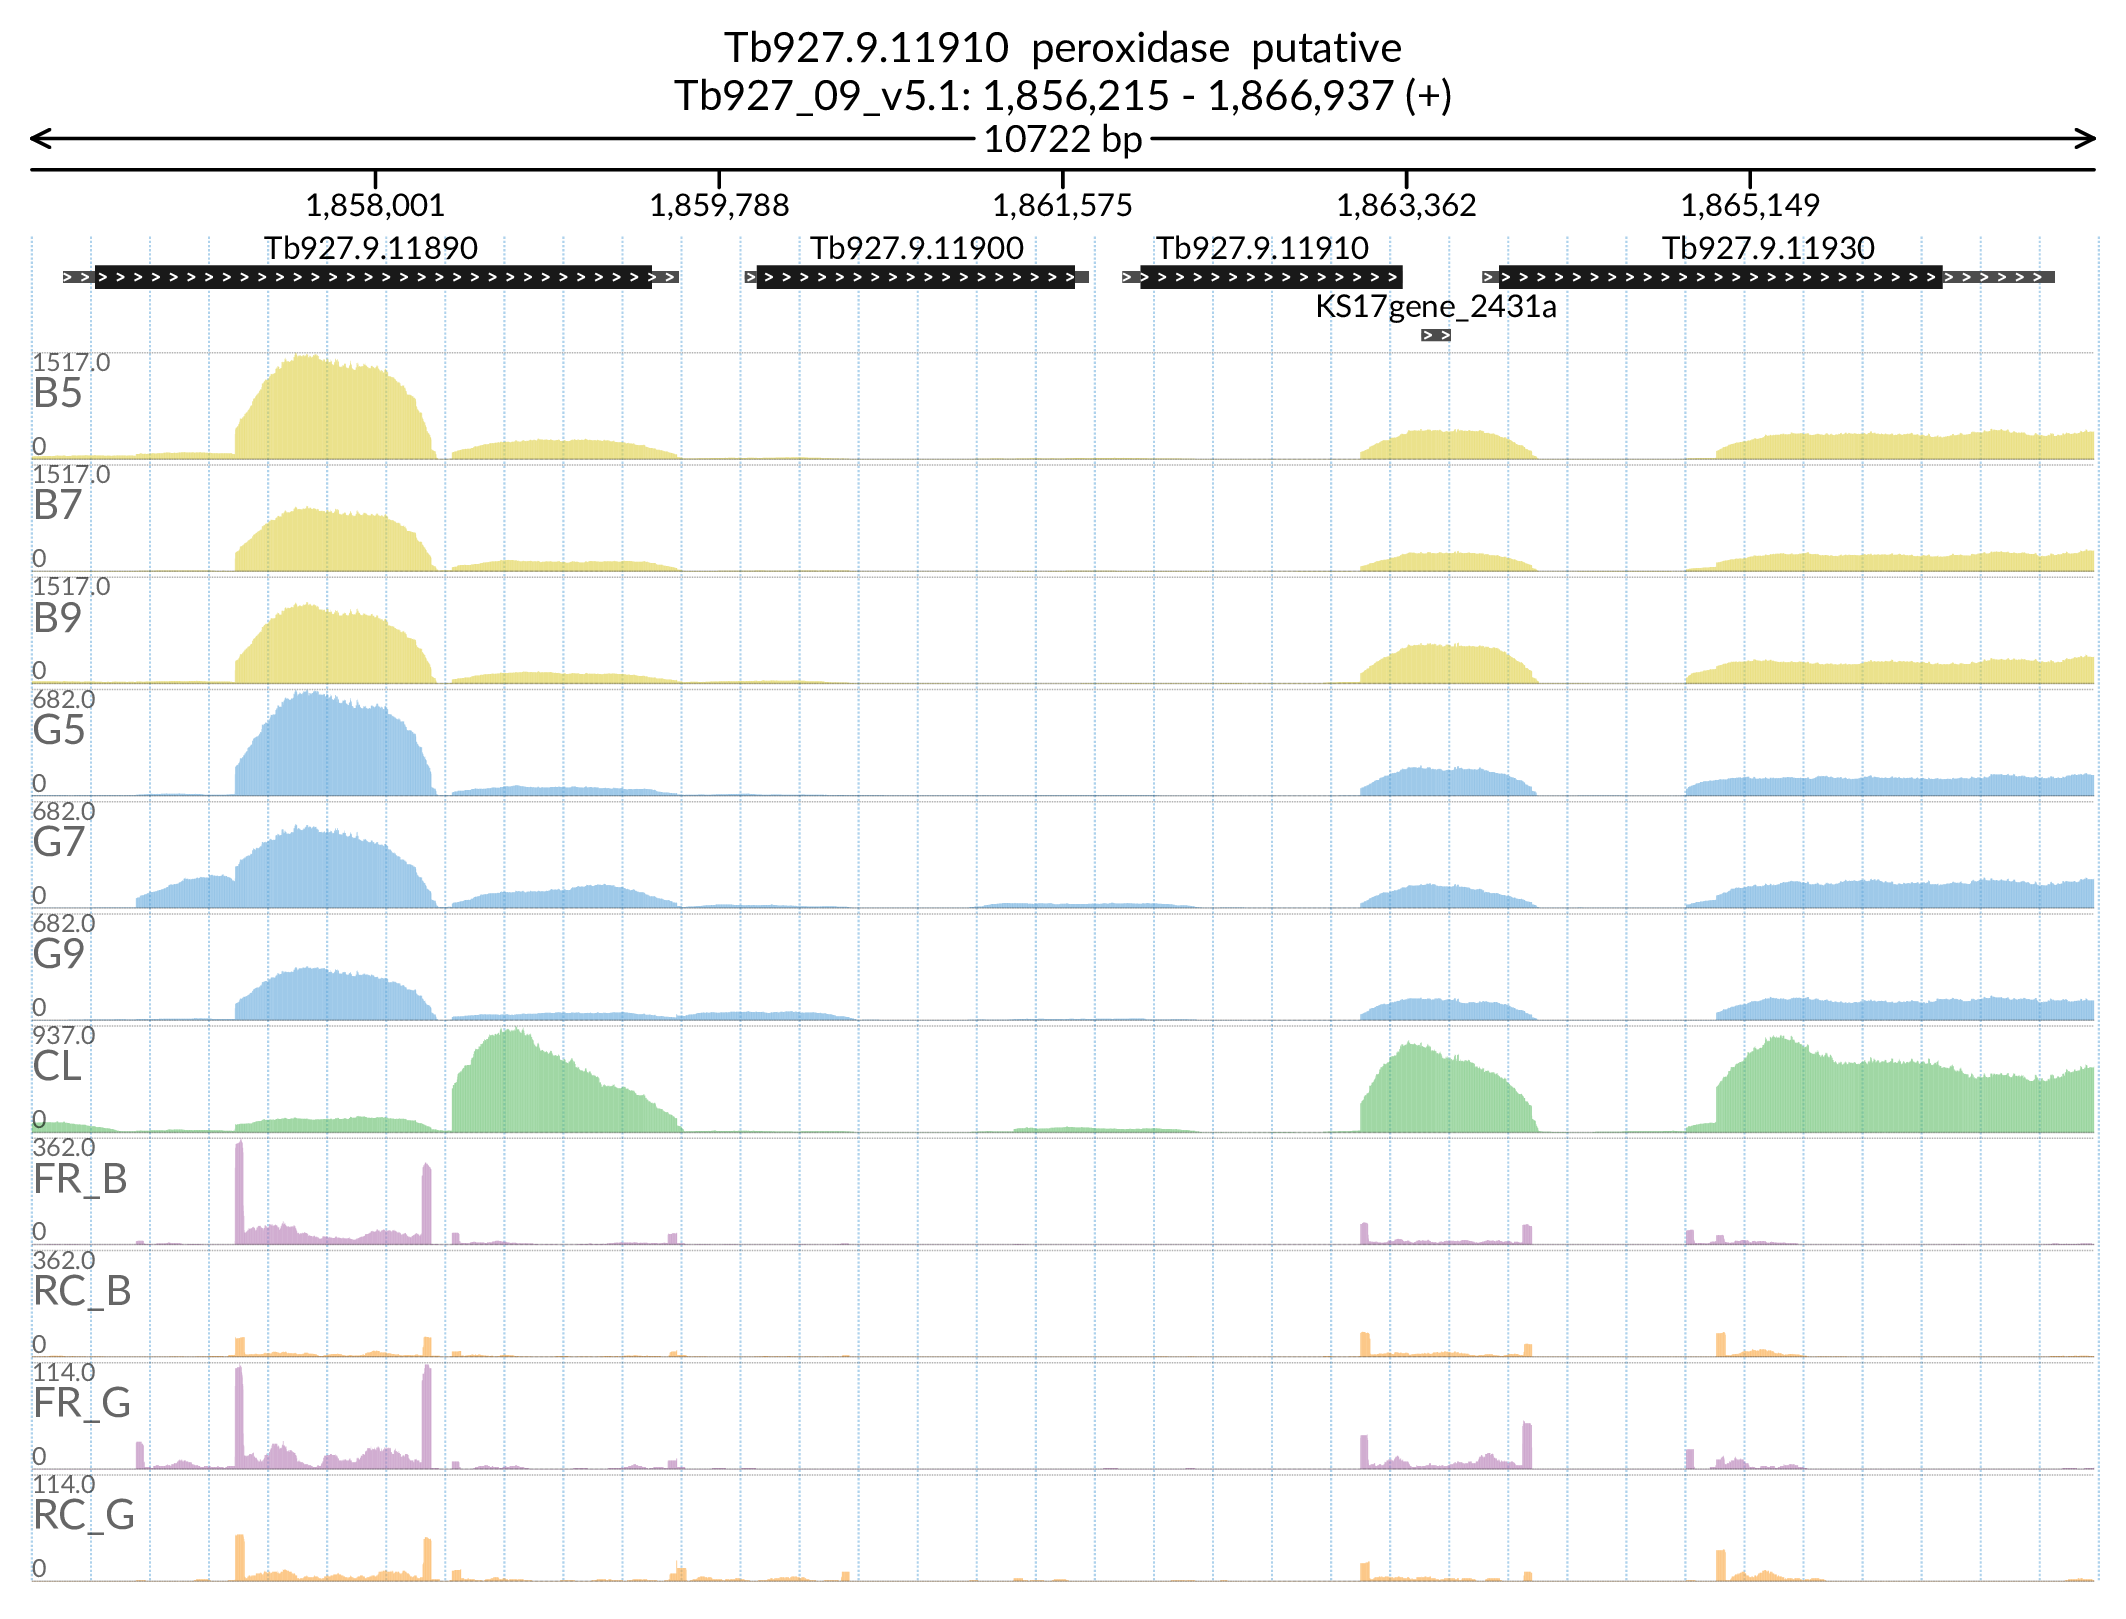 Tb927.9.11910 peroxidase putative
Tb927_09_v5.1: 1,856,215 - 1,866,937 (+)
10722 bp
1,858,001 1,859,788 1,861,575 1,863,362 1,865,149
Tb927.9.11890 Tb927.9.11900 Tb927.9.11910 Tb927.9.11930
KS17gene_2431a
1517.0
B5
0
1517.0
B7
0
1517.0
B9
0
682.0
G5
0
682.0
G7
0
682.0
G9
0
937.0
CL
0
362.0
FR_B
0
362.0
RC_B
0
114.0
FR_G
0
114.0
RC_G
0